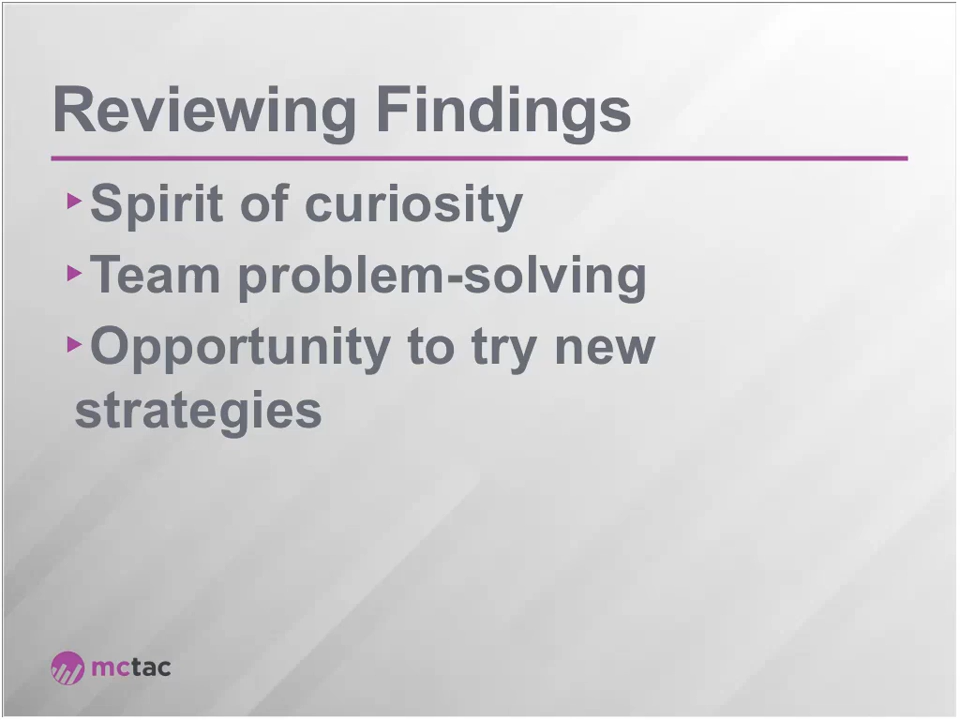 Reviewing Findings
‣Spirit of curiosity
‣Team problem-solving
‣Opportunity to try new
strategies
mctac